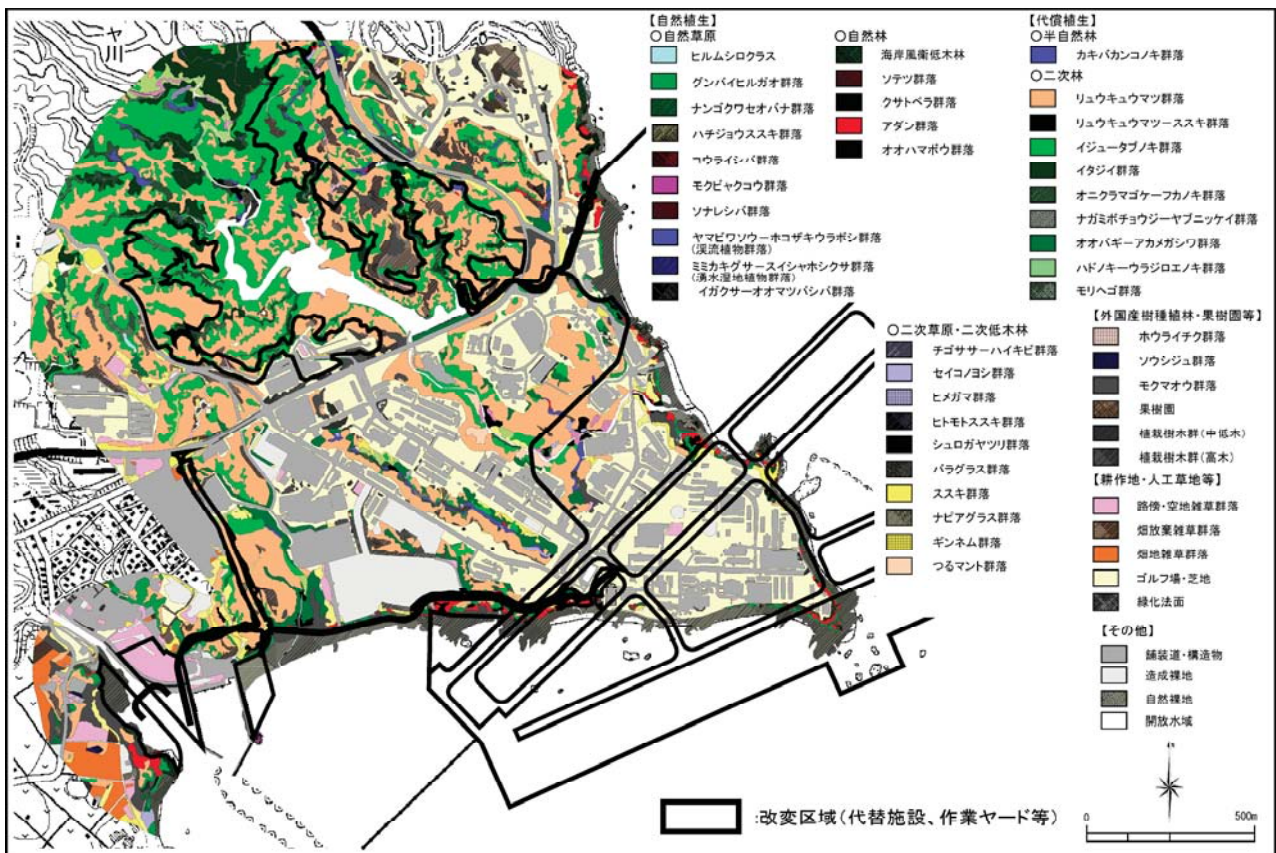 ヤ川
【自然植生】
○自然草原
ヒルムシロクラス
グンバイヒルガオ群落
ナンゴクワセオバナ群落
ハチジョウススキ群落
コウライシバ群落
モクビャクコウ群落
ソナレシバ群落
ヤマビワソウーホコザキウラボシ群落
(渓流植物群落)
ミミカキグサースイシャホシクサ群落
(湧水湿地植物群落)
イガクサーオオマツバシバ群落
○自然林
海岸風衝低木林
ソテツ群落
クサトベラ群落
アダン群落
オオハマボウ群落
【代償植生】
○半自然林
カキバカンコノキ群落
○二次林
リュウキュウマツ群落
リュウキュウマツーススキ群落
イジュータブノキ群落
イタジイ群落
オニクラマゴケーフカノキ群落
ナガミボチョウジーヤブニッケイ群落
オオバギーアカメガシワ群落
ハドノキーウラジロエノキ群落
モリヘゴ群落
○二次草原・二次低木林
チゴザサーハイキビ群落
セイコノヨシ群落
ヒメガマ群落
ヒトモトススキ群落
シュロガヤツリ群落
パラグラス群落
ススキ群落
ナピアグラス群落
ギンネム群落
つるマント群落
【外国産樹種植林・果樹園等】
ホウライチク群落
ソウシジュ群落
モクマオウ群落
果樹園
植栽樹木群(中低木)
植栽樹木群(高木)
【耕作地・人工草地等】
路傍・空地雑草群落
畑放棄雑草群落
畑地雑草群落
ゴルフ場・芝地
緑化法面
【その他】
舗装道・構造物
造成裸地
自然裸地
開放水域
:改変区域(代替施設、作業ヤード等)
0 500m